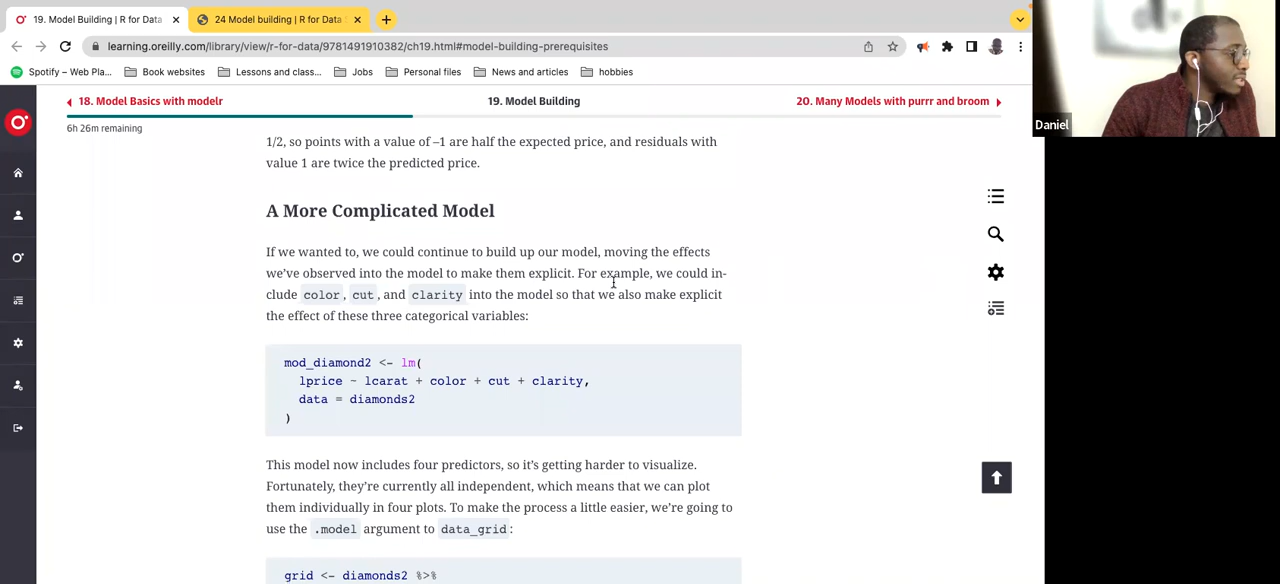 19. Model Building | R for Data
24 Model building | R for Data
learning.oreilly.com/library/view/r-for-data/9781491910382/ch19.html#model-building-prerequisites
Spotify – Web Pla...
Book websites
Lessons and class...
Jobs
Personal files
News and articles
hobbies
Daniel
18. Model Basics with modelr
19. Model Building
20. Many Models with purrr and broom
6h 26m remaining
1/2, so points with a value of –1 are half the expected price, and residuals with
value 1 are twice the predicted price.
A More Complicated Model
If we wanted to, we could continue to build up our model, moving the effects
we've observed into the model to make them explicit. For example, we could in-
clude color, cut, and clarity into the model so that we also make explicit
the effect of these three categorical variables:
mod_diamond2 <- lm(
lprice ~ lcarat + color + cut + clarity,
data = diamonds2
)
This model now includes four predictors, so it's getting harder to visualize.
Fortunately, they're currently all independent, which means that we can plot
them individually in four plots. To make the process a little easier, we're going to
use the .model argument to data_grid:
grid <- diamonds2 %>%